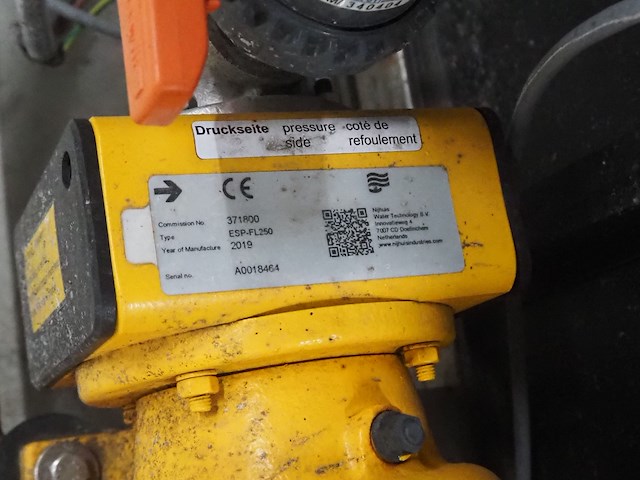 340404
Druckseite pressure coté de
side refoulement
CE
Commission No. 371800
Type ESP-FL250
Year of Manufacture 2019
Serial no. A0018464
Nijhuis
Water Technology B.V.
Innovatieweg 4
7007 CD Doetinchem
Netherlands
www.nijhuisindustries.com